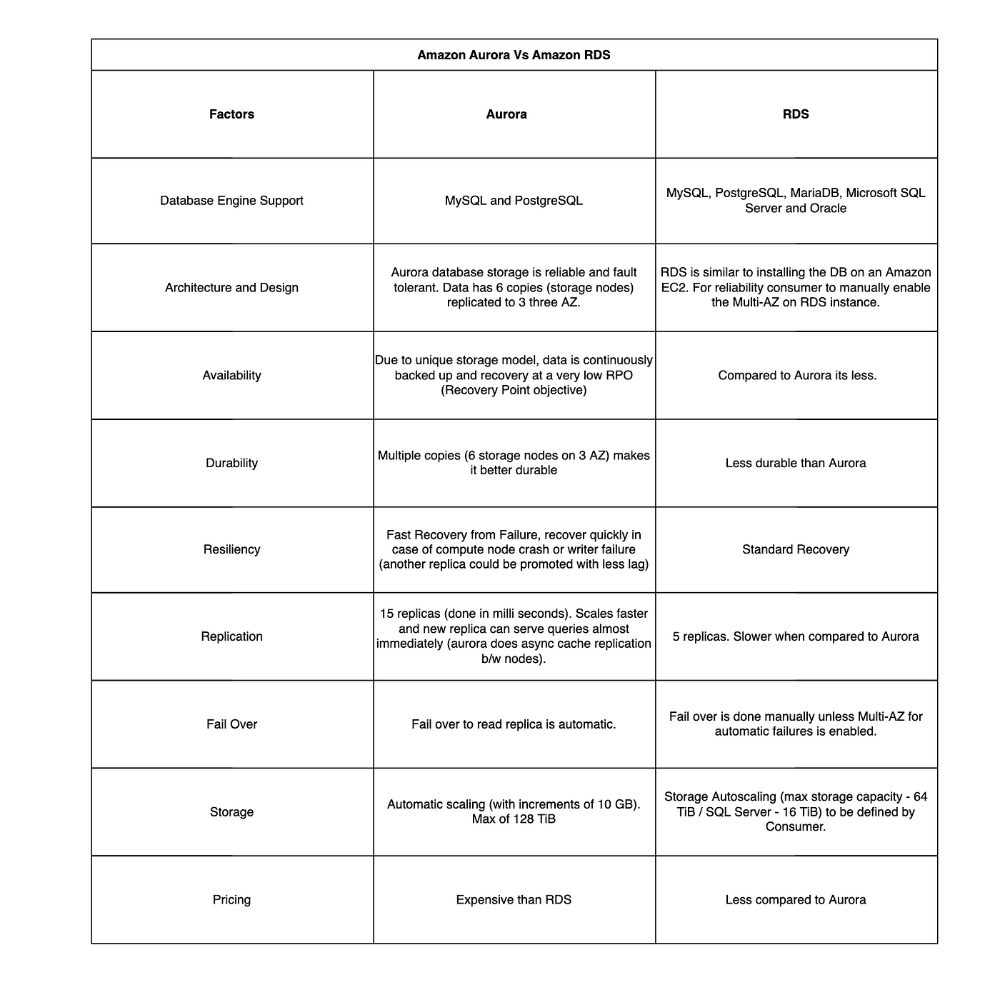 Amazon Aurora Vs Amazon RDS
Factors
Aurora
RDS
Database Engine Support
MySQL and PostgreSQL
MySQL, PostgreSQL, MariaDB, Microsoft SQL
Server and Oracle
Architecture and Design
Aurora database storage is reliable and fault
tolerant. Data has 6 copies (storage nodes)
replicated to 3 three AZ.
RDS is similar to installing the DB on an Amazon
EC2. For reliability consumer to manually enable
the Multi-AZ on RDS instance.
Availability
Due to unique storage model, data is continuously
backed up and recovery at a very low RPO
(Recovery Point objective)
Compared to Aurora its less.
Durability
Multiple copies (6 storage nodes on 3 AZ) makes
it better durable
Less durable than Aurora
Resiliency
Fast Recovery from Failure, recover quickly in
case of compute node crash or writer failure
(another replica could be promoted with less lag)
Standard Recovery
Replication
15 replicas (done in milli seconds). Scales faster
and new replica can serve queries almost
immediately (aurora does async cache replication
b/w nodes).
5 replicas. Slower when compared to Aurora
Fail Over
Fail over to read replica is automatic.
Fail over is done manually unless Multi-AZ for
automatic failures is enabled.
Storage
Automatic scaling (with increments of 10 GB).
Max of 128 TiB
Storage Autoscaling (max storage capacity - 64
TiB / SQL Server - 16 TiB) to be defined by
Consumer.
Pricing
Expensive than RDS
Less compared to Aurora